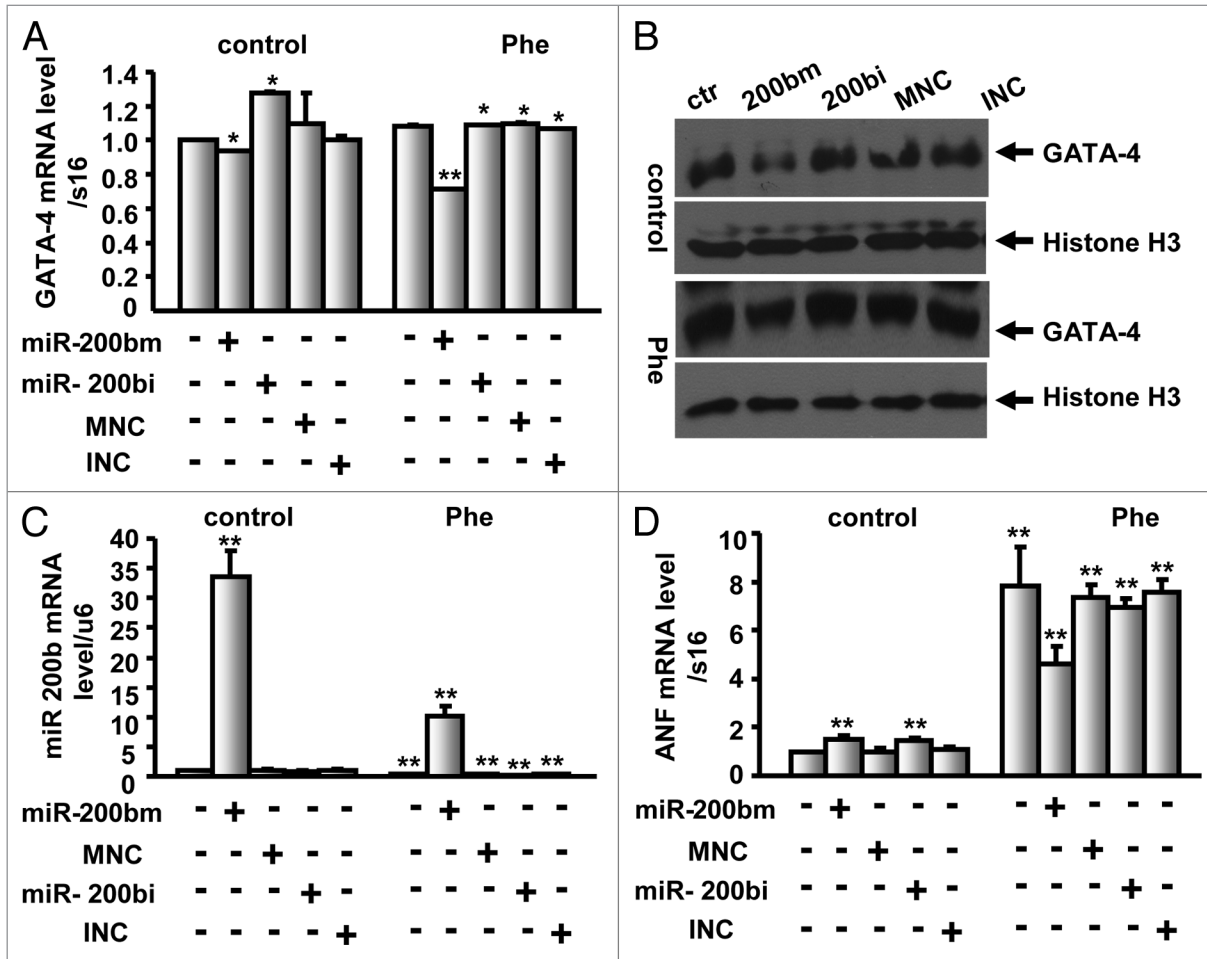 A
control Phe
GATA-4 mRNA level
/s16
1.4
*
*
**
*
*
*
1.2
1.0
0.8
0.6
0.4
0.2
0
miR-200bm - + - - - - + - - -
miR- 200bi - - + - - - - + - -
MNC - - - + - - - - + -
INC - - - - + - - - - +
B
ctr 200bm 200bi MNC INC
control
GATA-4
Histone H3
Phe
GATA-4
Histone H3
C
control Phe
miR 200b mRNA
level/u6
40
35
30
25
20
15
10
5
0
**
** ** ** ** **
miR-200bm - + - - - - + - - -
MNC - - + - - - - + - -
miR- 200bi - - - + - - - - + -
INC - - - - + - - - - +
D
control Phe
ANF mRNA level
/s16
10
8
6
4
2
0
** **
** ** ** ** **
miR-200bm - + - - - - + - - -
MNC - - + - - - - + - -
miR- 200bi - - - + - - - - + -
INC - - - - + - - - - +